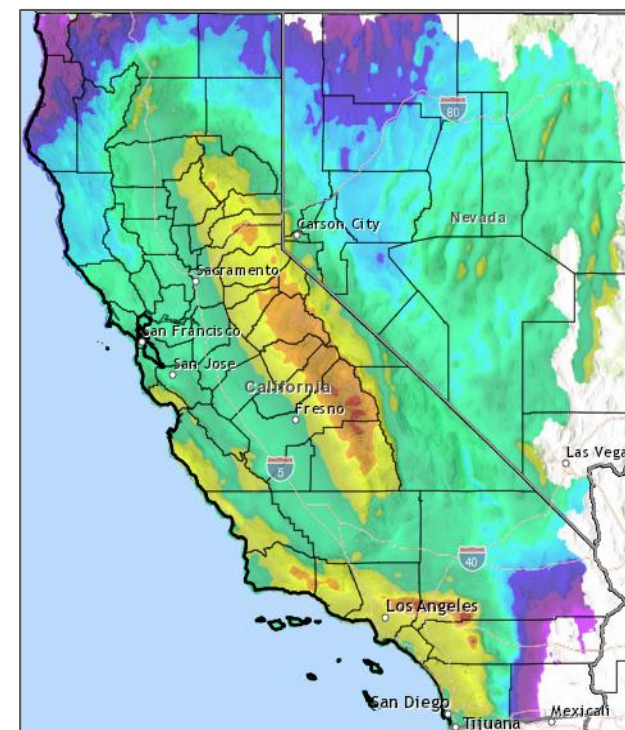 80
Carson City
Nevada
Sacramento
San Francisco
San Jose
California
Fresno
5
Las Vega
40
Los Angeles
San Diego
Mexicali
Tijuana